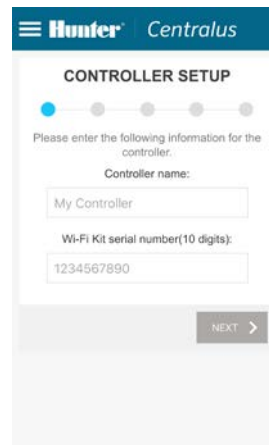 Hunter® Centralus
CONTROLLER SETUP
Please enter the following information for the
controller.
Controller name:
My Controller
Wi-Fi Kit serial number(10 digits):
1234567890
NEXT